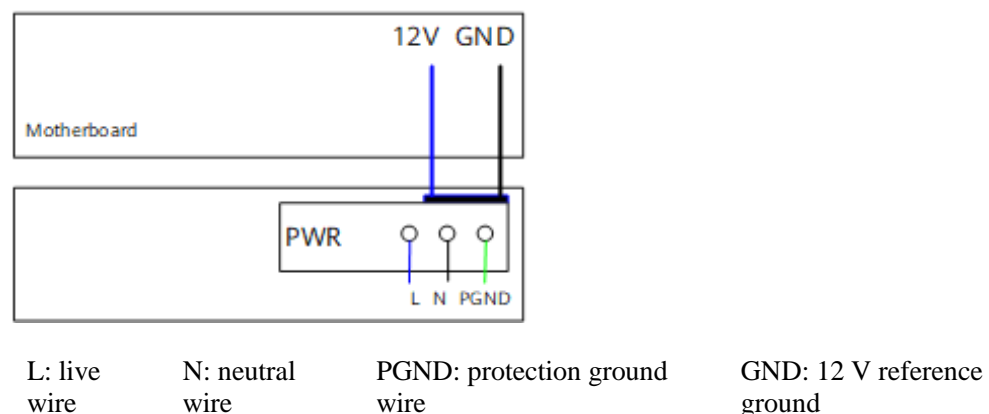 12V GND
Motherboard
PWR
L N PGND
L: live wire
N: neutral wire
PGND: protection ground wire
GND: 12 V reference ground